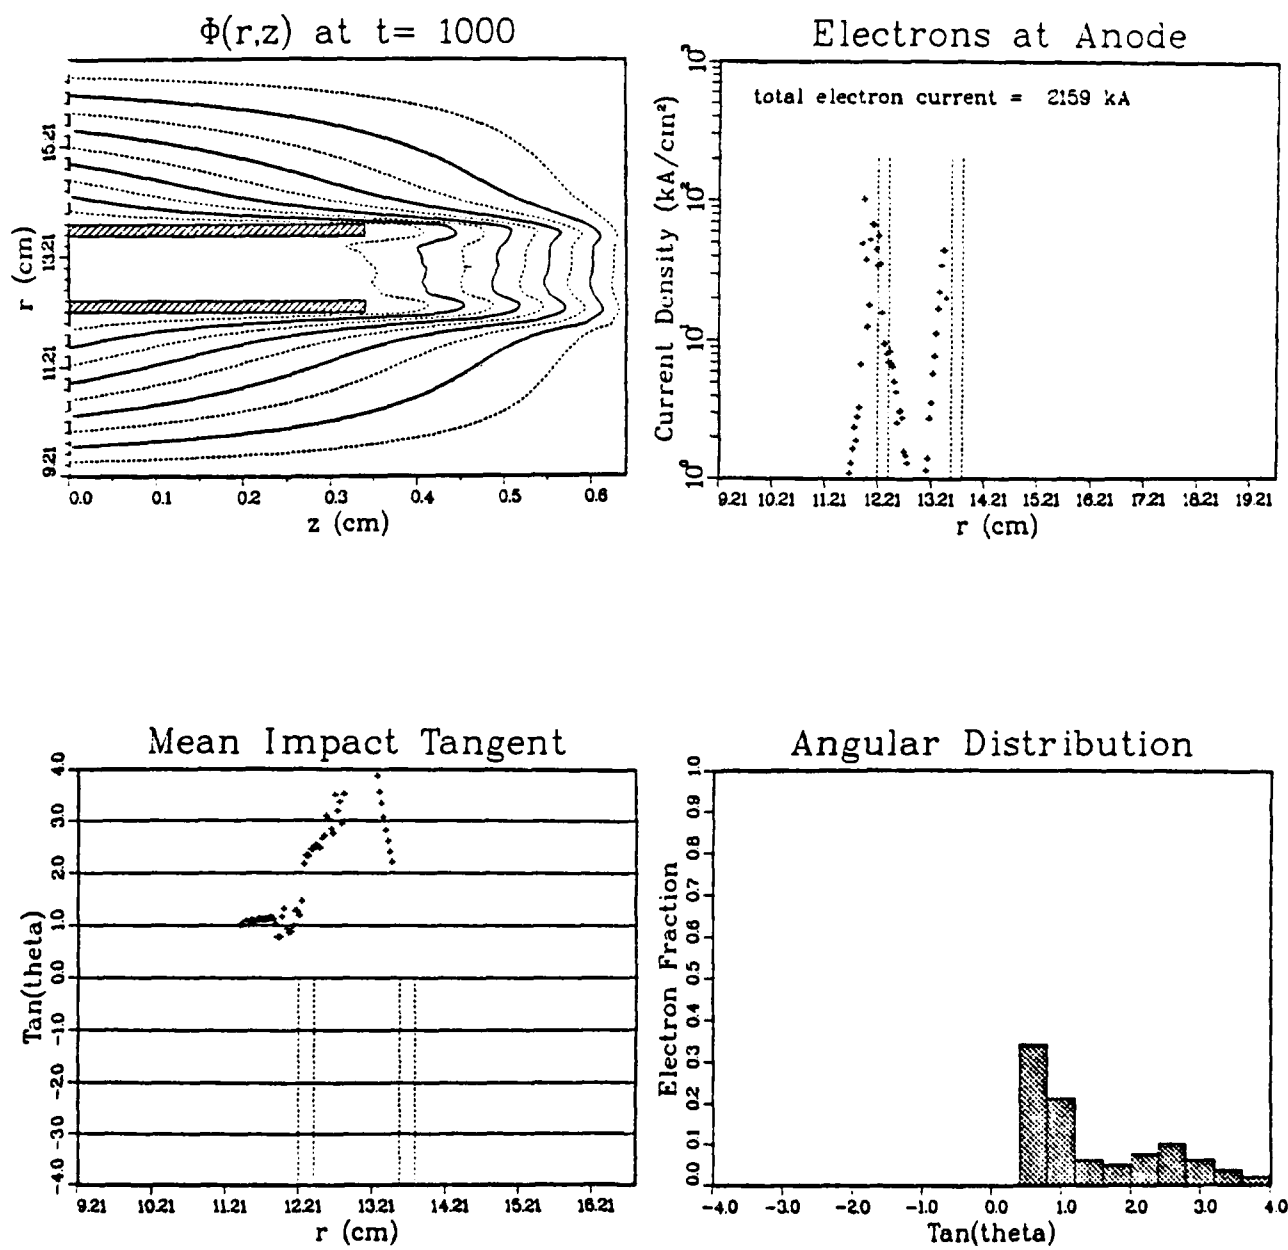 Φ(r,z) at t= 1000
r (cm)
15.21
13.21
11.21
9.21
0.0 0.1 0.2 0.3 0.4 0.5 0.6
z (cm)
Electrons at Anode
total electron current = 2159 kA
Current Density (kA/cm²)
10³
10²
10¹
10⁰
9.21 10.21 11.21 12.21 13.21 14.21 15.21 16.21 17.21 18.21 19.21
r (cm)
Mean Impact Tangent
Tan(theta)
4.0
3.0
2.0
1.0
0.0
-1.0
-2.0
-3.0
-4.0
9.21 10.21 11.21 12.21 13.21 14.21 15.21 16.21
r (cm)
Angular Distribution
Electron Fraction
1.0
0.9
0.8
0.7
0.6
0.5
0.4
0.3
0.2
0.1
0.0
-4.0 -3.0 -2.0 -1.0 0.0 1.0 2.0 3.0 4.0
Tan(theta)